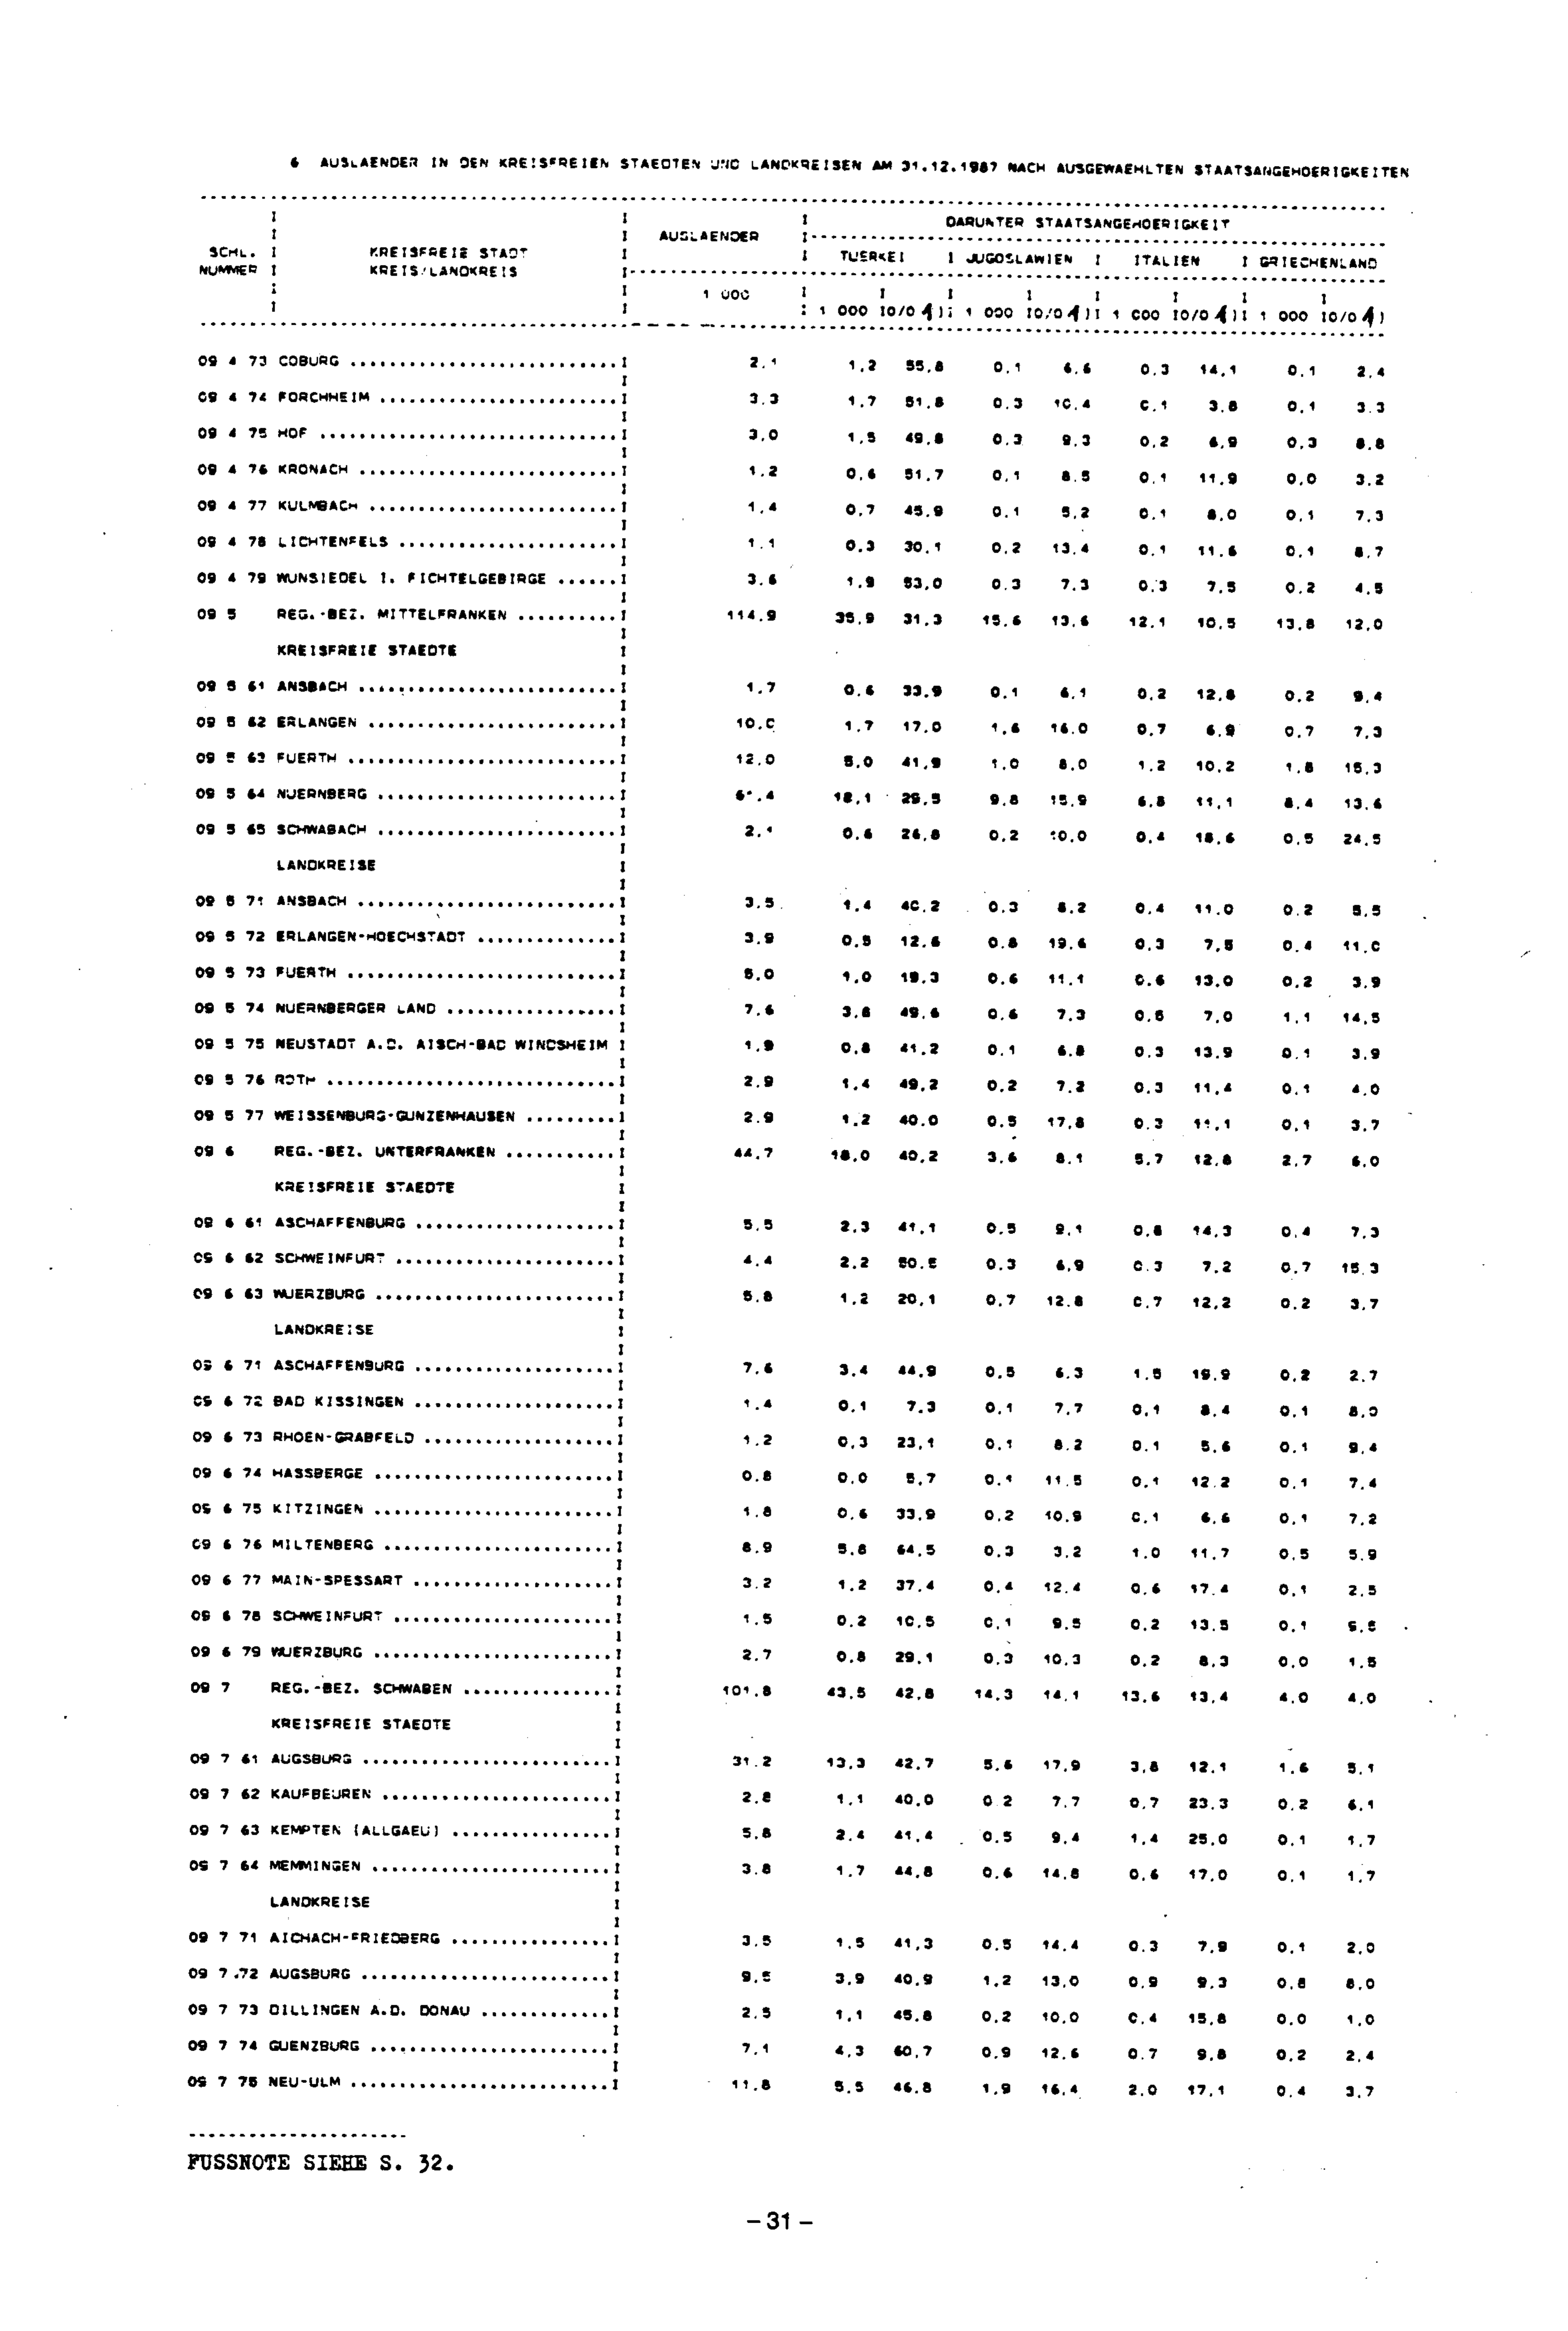 6 AUSLAENDER IN DEN KREISFREIEN STAEDTEN UND LANDKREISEN AM 31.12.1987 NACH AUSGEWAEHLTEN STAATSANGEHOERIGKEITEN
DARUNTER STAATSANGEHOERIGKEIT
AUSLAENDER
SCHL. KREISFREIE STADT TUERKEI JUGOSLAWIEN ITALIEN GRIECHENLAND
NUMMER KREIS/LANDKREIS
1 000
1 000 0/0 1) 1 000 0/0 1) 1 000 0/0 1) 1 000 0/0 1)
09 4 73 COBURG 2.1 1.2 55.8 0.1 6.6 0.3 14.1 0.1 2.4
09 4 74 FORCHHEIM 3.3 1.7 51.8 0.3 10.4 0.1 3.8 0.1 3.3
09 4 75 HOF 3.0 1.5 49.8 0.3 9.3 0.2 6.9 0.3 8.8
09 4 76 KRONACH 1.2 0.6 51.7 0.1 8.5 0.1 11.9 0.0 3.2
09 4 77 KULMBACH 1.4 0.7 45.9 0.1 5.2 0.1 8.0 0.1 7.3
09 4 78 LICHTENFELS 1.1 0.3 30.1 0.2 13.4 0.1 11.6 0.1 8.7
09 4 79 WUNSIEDEL I. FICHTELGEBIRGE 3.6 1.9 53.0 0.3 7.3 0.3 7.5 0.2 4.5
09 5 REG.-BEZ. MITTELFRANKEN 114.9 35.9 31.3 15.6 13.6 12.1 10.5 13.8 12.0
KREISFREIE STAEDTE
09 5 61 ANSBACH 1.7 0.6 33.9 0.1 6.1 0.2 12.8 0.2 9.4
09 5 62 ERLANGEN 10.0 1.7 17.0 1.6 16.0 0.7 6.9 0.7 7.3
09 5 63 FUERTH 12.0 5.0 41.9 1.0 8.0 1.2 10.2 1.8 15.3
09 5 64 NUERNBERG 61.4 18.1 29.5 9.8 15.9 6.8 11.1 8.4 13.6
09 5 65 SCHWABACH 2.1 0.6 26.8 0.2 10.0 0.4 18.6 0.5 24.5
LANDKREISE
09 5 71 ANSBACH 3.5 1.4 40.2 0.3 8.2 0.4 11.0 0.2 5.5
09 5 72 ERLANGEN-HOECHSTADT 3.9 0.5 12.6 0.8 19.6 0.3 7.5 0.4 11.0
09 5 73 FUERTH 5.0 1.0 19.3 0.6 11.1 0.6 13.0 0.2 3.9
09 5 74 NUERNBERGER LAND 7.6 3.8 49.6 0.6 7.3 0.5 7.0 1.1 14.5
09 5 75 NEUSTADT A.D. AISCH-BAD WINDSHEIM 1.9 0.8 41.2 0.1 6.8 0.3 13.9 0.1 3.9
09 5 76 ROTH 2.9 1.4 49.2 0.2 7.2 0.3 11.4 0.1 4.0
09 5 77 WEISSENBURG-GUNZENHAUSEN 2.9 1.2 40.0 0.5 17.8 0.3 11.1 0.1 3.7
09 6 REG.-BEZ. UNTERFRANKEN 44.7 18.0 40.2 3.6 8.1 5.7 12.8 2.7 6.0
KREISFREIE STAEDTE
09 6 61 ASCHAFFENBURG 5.5 2.3 41.1 0.5 9.1 0.8 14.3 0.4 7.3
09 6 62 SCHWEINFURT 4.4 2.2 50.5 0.3 6.9 0.3 7.2 0.7 15.3
09 6 63 WUERZBURG 5.8 1.2 20.1 0.7 12.8 0.7 12.2 0.2 3.7
LANDKREISE
09 6 71 ASCHAFFENBURG 7.6 3.4 44.9 0.5 6.3 1.5 19.9 0.2 2.7
09 6 72 BAD KISSINGEN 1.4 0.1 7.3 0.1 7.7 0.1 8.4 0.1 8.0
09 6 73 RHOEN-GRABFELD 1.2 0.3 23.1 0.1 8.2 0.1 5.6 0.1 9.4
09 6 74 HASSBERGE 0.8 0.0 5.7 0.1 11.5 0.1 12.2 0.1 7.4
09 6 75 KITZINGEN 1.8 0.6 33.9 0.2 10.9 0.1 6.6 0.1 7.2
09 6 76 MILTENBERG 8.9 5.8 64.5 0.3 3.2 1.0 11.7 0.5 5.9
09 6 77 MAIN-SPESSART 3.2 1.2 37.4 0.4 12.4 0.6 17.4 0.1 2.5
09 6 78 SCHWEINFURT 1.5 0.2 10.5 0.1 9.5 0.2 13.5 0.1
09 6 79 WUERZBURG 2.7 0.8 29.1 0.3 10.3 0.2 8.3 0.0 1.5
09 7 REG.-BEZ. SCHWABEN 101.8 43.5 42.8 14.3 14.1 13.6 13.4 4.0 4.0
KREISFREIE STAEDTE
09 7 61 AUGSBURG 31.2 13.3 42.7 5.6 17.9 3.8 12.1 1.6 5.1
09 7 62 KAUFBEUREN 2.8 1.1 40.0 0.2 7.7 0.7 23.3 0.2 6.1
09 7 63 KEMPTEN (ALLGAEU) 5.8 2.4 41.4 0.5 9.4 1.4 25.0 0.1 1.7
09 7 64 MEMMINGEN 3.8 1.7 44.8 0.6 14.8 0.6 17.0 0.1 1.7
LANDKREISE
09 7 71 AICHACH-FRIEDBERG 3.5 1.5 41.3 0.5 14.4 0.3 7.9 0.1 2.0
09 7 72 AUGSBURG 9.5 3.9 40.9 1.2 13.0 0.9 9.3 0.8 8.0
09 7 73 DILLINGEN A.D. DONAU 2.5 1.1 45.8 0.2 10.0 0.4 15.8 0.0 1.0
09 7 74 GUENZBURG 7.1 4.3 60.7 0.9 12.6 0.7 9.8 0.2 2.4
09 7 75 NEU-ULM 11.8 5.5 46.8 1.9 16.4 2.0 17.1 0.4 3.7
FUSSNOTE SIEHE S. 32.
– 31 –